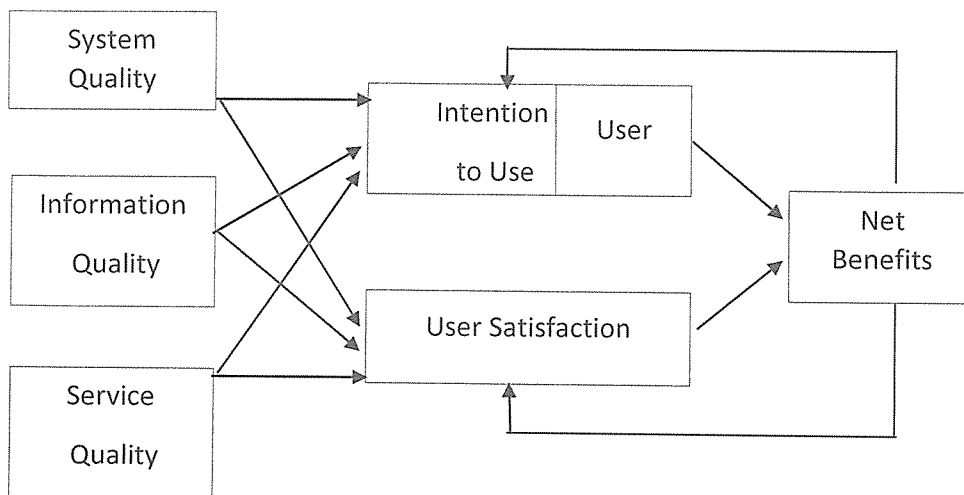 System
Quality
Intention
to Use
User
Information
Quality
Net
Benefits
User Satisfaction
Service
Quality